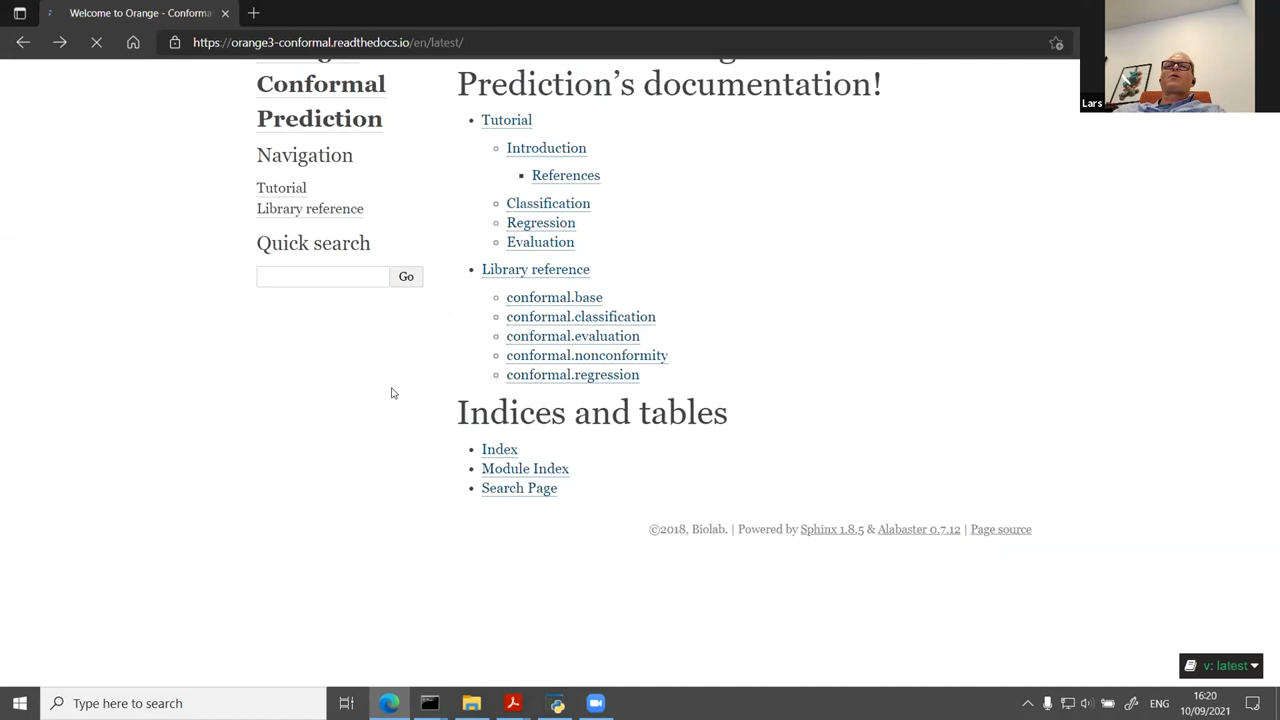 Welcome to Orange - Conforma
https://orange3-conformal.readthedocs.io/en/latest/
Lars
Conformal
Prediction
Navigation
Tutorial
Library reference
Quick search
Go
Prediction’s documentation!
Tutorial
Introduction
References
Classification
Regression
Evaluation
Library reference
conformal.base
conformal.classification
conformal.evaluation
conformal.nonconformity
conformal.regression
Indices and tables
Index
Module Index
Search Page
©2018, Biolab. | Powered by Sphinx 1.8.5 & Alabaster 0.7.12 | Page source
v: latest
Type here to search
ENG
16:20
10/09/2021